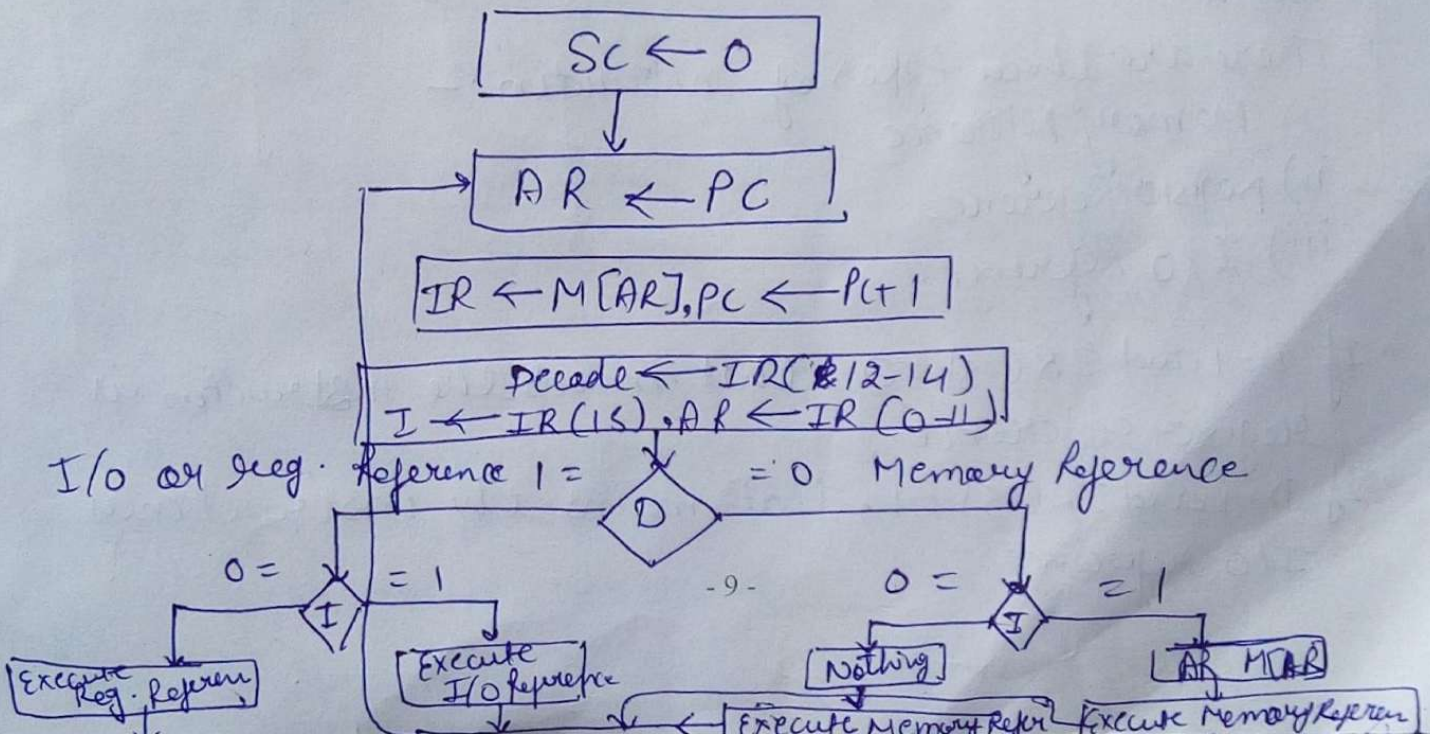 SC ← 0
AR ← PC
IR ← M[AR], PC ← PC+1
Decade ← IR(12-14)
I ← IR(15), AR ← IR(0-11)
I/O or reg. Reference 1 = = 0 Memory Reference
D
0 = = 1 - 9 - 0 = = 1
I I
Execute Reg. Referen
Execute I/O Reference
Nothing
AR M[AR]
Execute Memory Refer
Execute Memory Referen